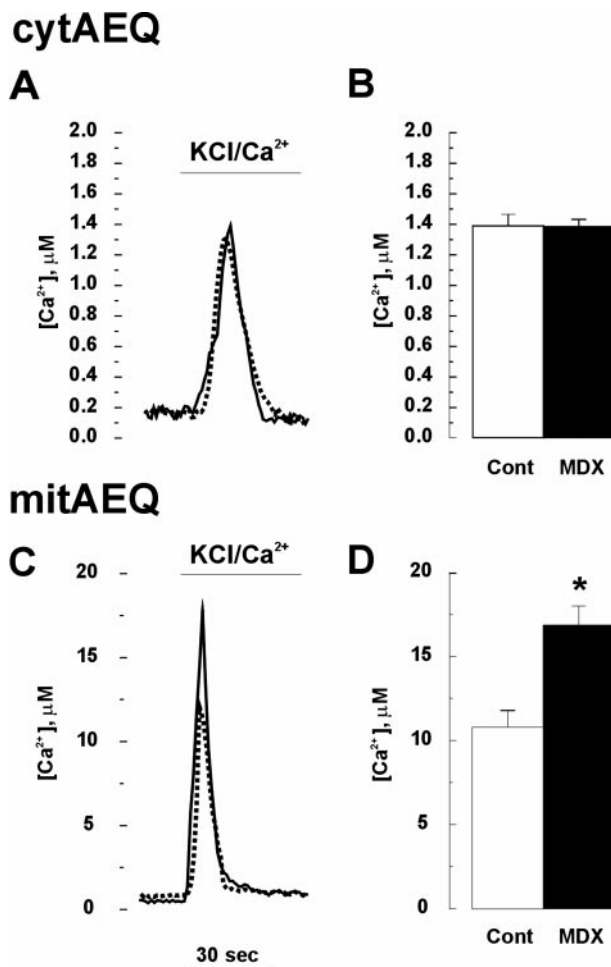 cytAEQ
A
KCl/Ca²⁺
2.0
1.8
1.6
1.4
1.2
1.0
0.8
0.6
0.4
0.2
0.0
[Ca²⁺], μM
B
2.0
1.8
1.6
1.4
1.2
1.0
0.8
0.6
0.4
0.2
0.0
[Ca²⁺], μM
Cont MDX
mitAEQ
C
KCl/Ca²⁺
20
15
10
5
0
[Ca²⁺], μM
30 sec
D
*
20
15
10
5
0
[Ca²⁺], μM
Cont MDX